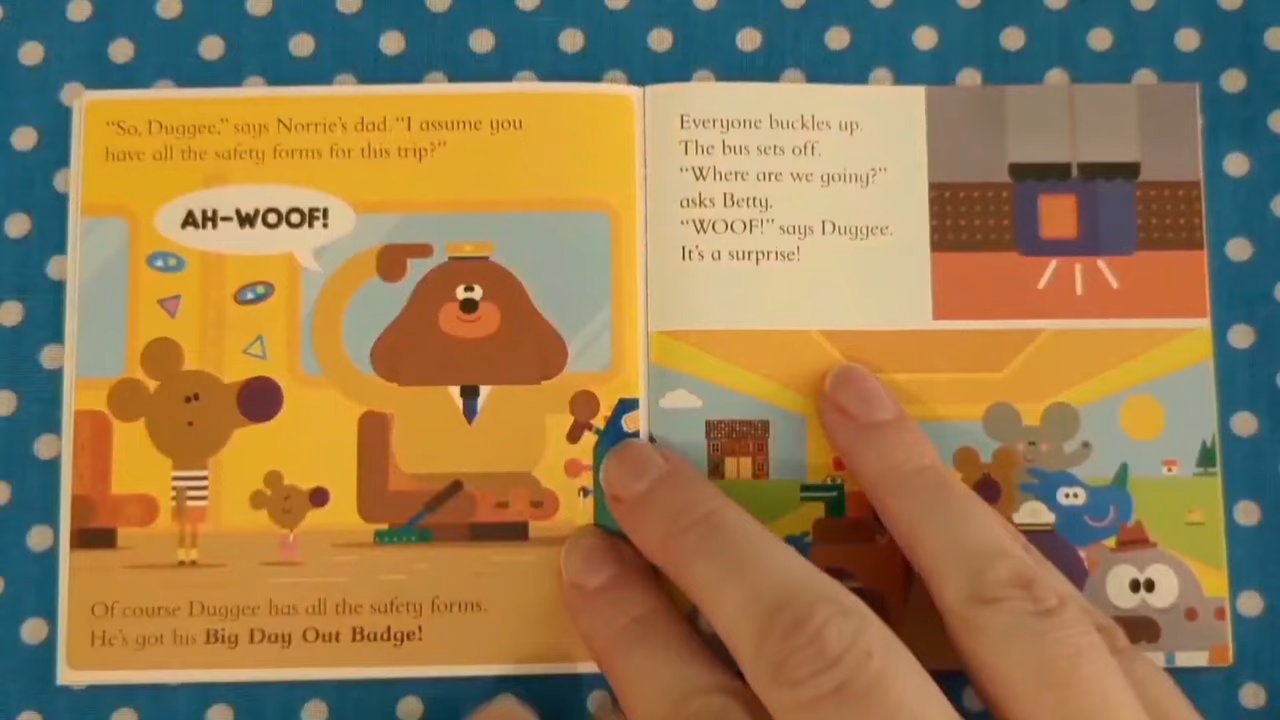 "So, Duggee," says Norrie's dad. "I assume you
have all the safety forms for this trip?"
AH-WOOF!
Of course Duggee has all the safety forms.
He's got his Big Day Out Badge!
Everyone buckles up.
The bus sets off.
"Where are we going?"
asks Betty.
"WOOF!" says Duggee.
It's a surprise!